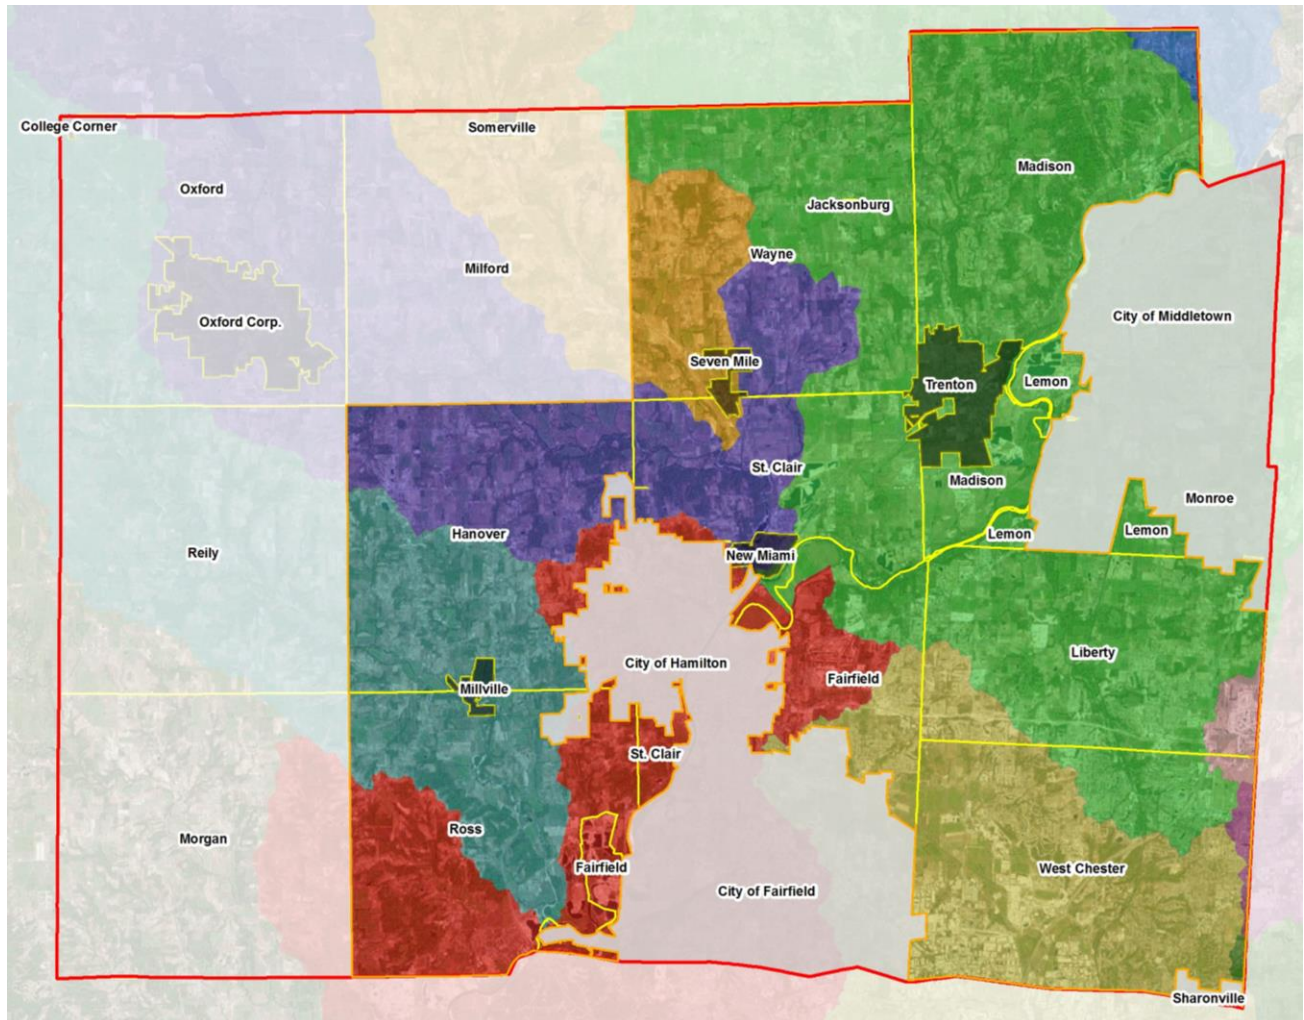 College Corner
Somerville
Madison
Oxford
Jacksonburg
Wayne
Milford
City of Middletown
Oxford Corp.
Seven Mile
Trenton
Lemon
St. Clair
Madison
Monroe
Hanover
Lemon
Lemon
Reily
New Miami
Liberty
City of Hamilton
Fairfield
Millville
St. Clair
Ross
Morgan
Fairfield
West Chester
City of Fairfield
Sharonville